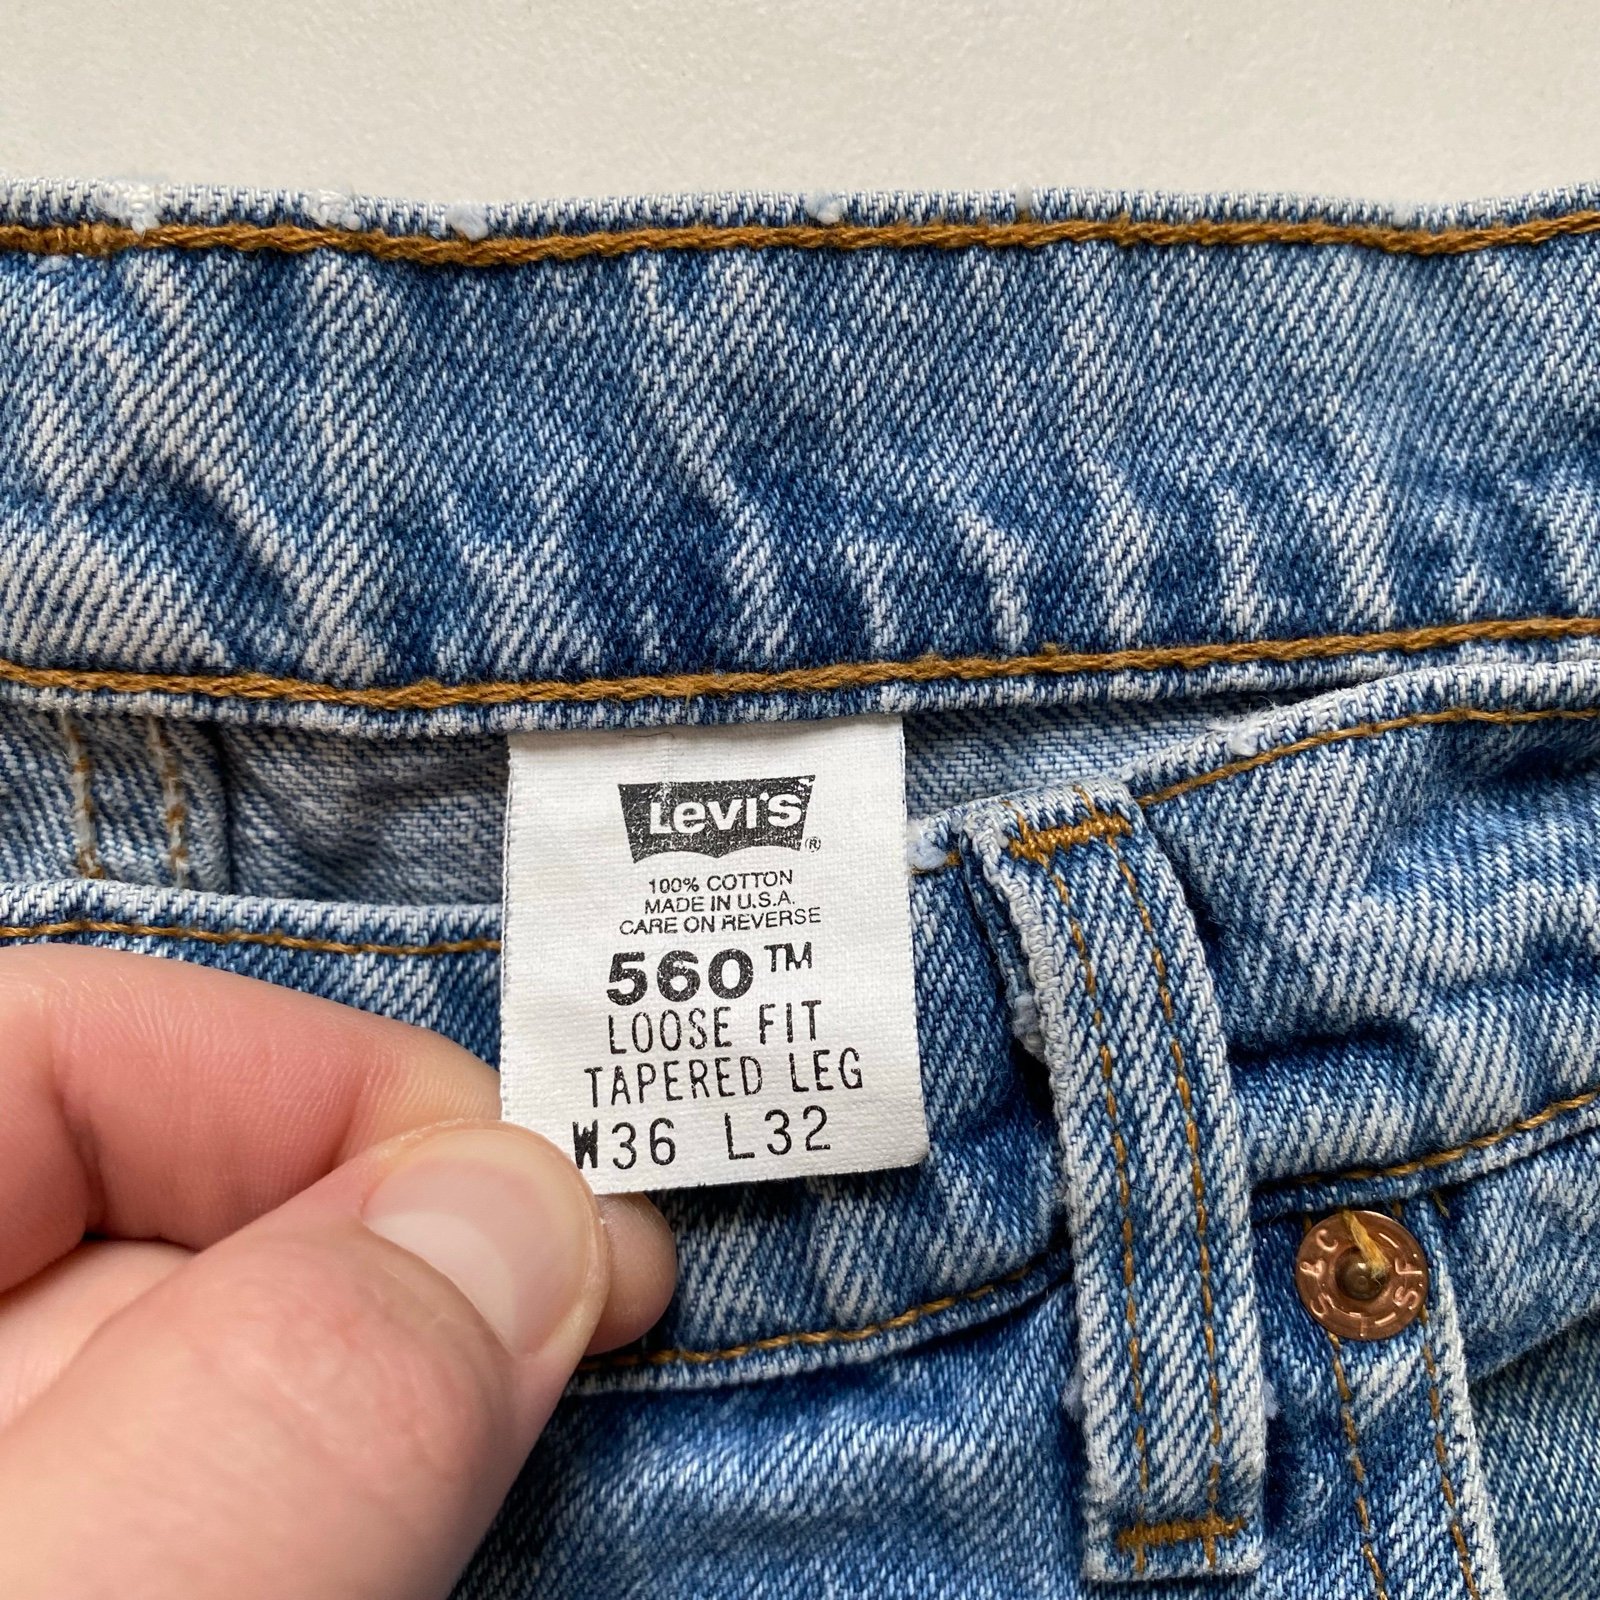 Levi's®
100% COTTON
MADE IN U.S.A.
CARE ON REVERSE
560™
LOOSE FIT
TAPERED LEG
W36 L32